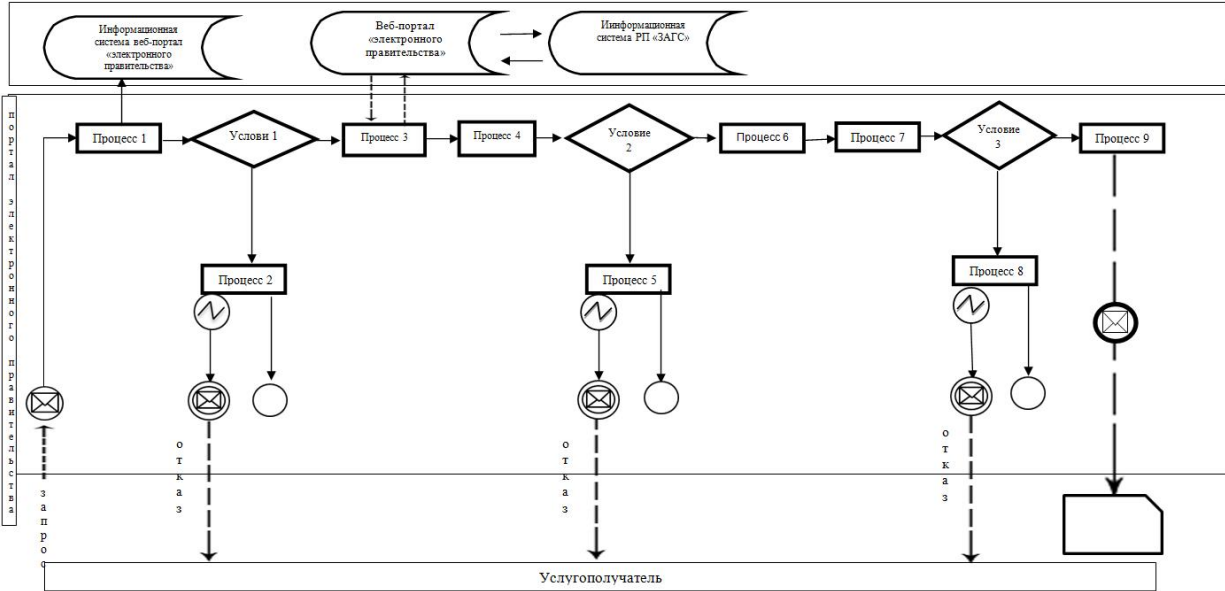 Информационная
система веб-портал
«электронного
правительства»
Веб-портал
«электронного
правительства»
Иинформационная
система РП «ЗАГС»
портал электронного правительства
Процесс 1
Услови 1
Процесс 3
Процесс 4
Условие
2
Процесс 6
Процесс 7
Условие
3
Процесс 9
Процесс 2
Процесс 5
Процесс 8
запрос
отказ
отказ
отказ
Услугополучатель